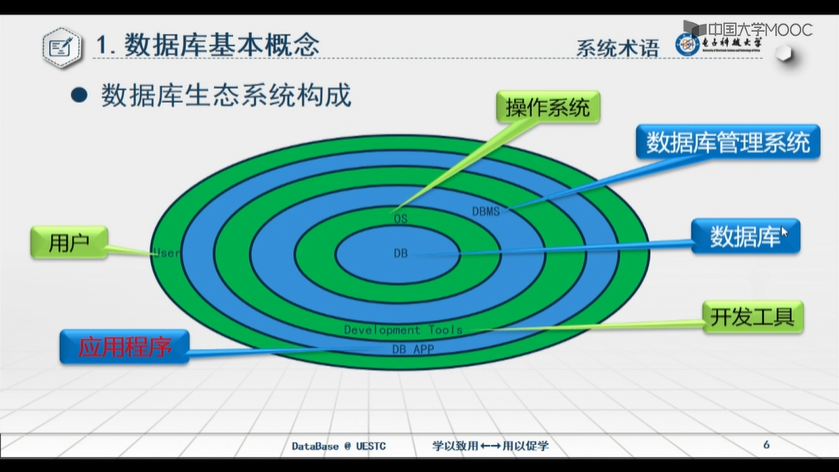 中国大学MOOC
1. 数据库基本概念
系统术语
电子科技大学
● 数据库生态系统构成
操作系统
数据库管理系统
OS
DBMS
用户
User
DB
数据库
Development Tools
开发工具
应用程序
DB APP
DataBase @ UESTC
学以致用←→用以促学
6